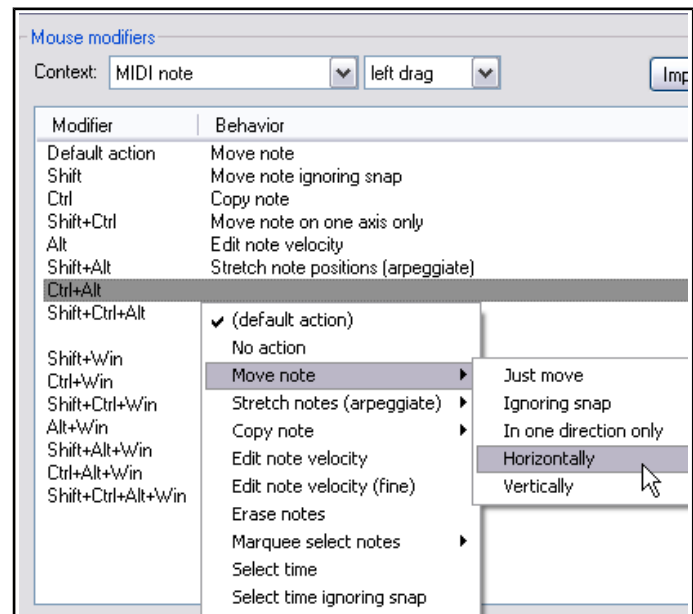 Mouse modifiers
Context: MIDI note left drag Imp
Modifier Behavior
Default action Move note
Shift Move note ignoring snap
Ctrl Copy note
Shift+Ctrl Move note on one axis only
Alt Edit note velocity
Shift+Alt Stretch note positions (arpeggiate)
Ctrl+Alt
Shift+Ctrl+Alt
Shift+Win
Ctrl+Win
Shift+Ctrl+Win
Alt+Win
Shift+Alt+Win
Ctrl+Alt+Win
Shift+Ctrl+Alt+Win
(default action)
No action
Move note
Stretch notes (arpeggiate)
Copy note
Edit note velocity
Edit note velocity (fine)
Erase notes
Marquee select notes
Select time
Select time ignoring snap
Just move
Ignoring snap
In one direction only
Horizontally
Vertically